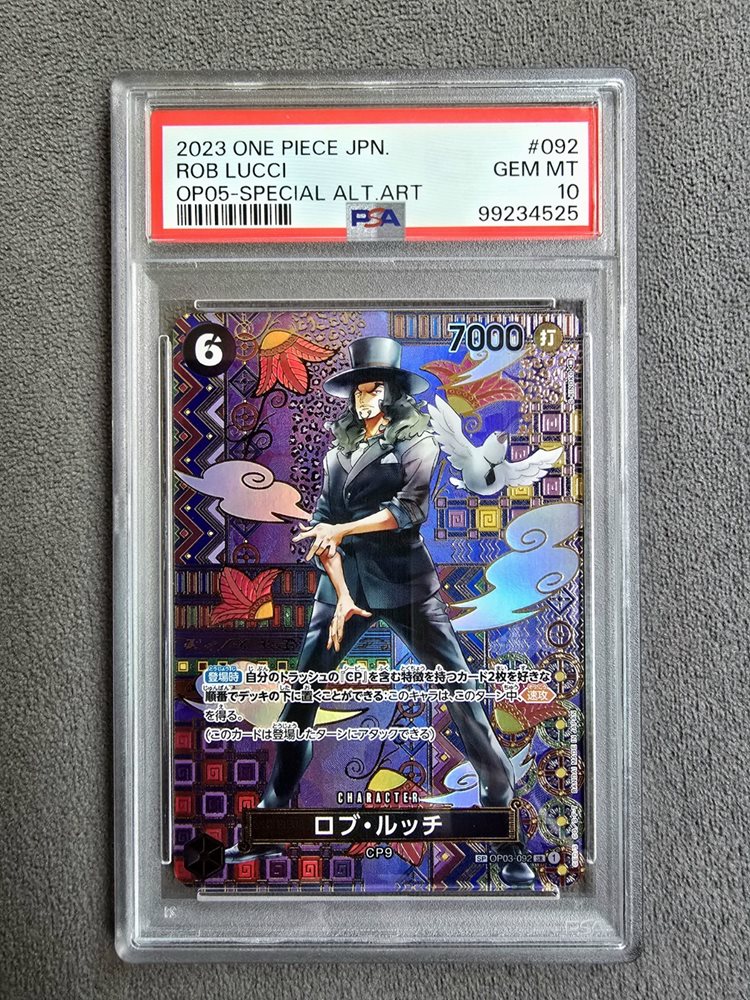 2023 ONE PIECE JPN. #092
ROB LUCCI GEM MT
OP05-SPECIAL ALT.ART 10
PSA 99234525
6 7000 打
登場時 自分のトラッシュの「CP」を含む特徴を持つカード2枚を好きな
順番でデッキの下に置くことができる:このキャラは、このターン中、速攻
を得る。
(このカードは登場したターンにアタックできる)
CHARACTER
ロブ・ルッチ
CP9
SP OP03-092 SR 1